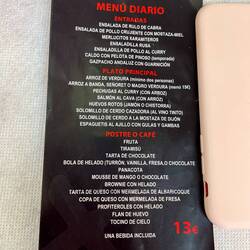 MENÚ DIARIO
ENTRADAS
ENSALADA DE RULO DE CABRA
ENSALADA DE POLLO CRUJIENTE CON MOSTAZA-MIEL
MERLUCITOS KARAMITEROS
ENSALADILLA RUSA
ENSALADILLA DE POLLO AL CURRY
CALDO CON PELOTA DE PINOSO (temporada)
GAZPACHO ANDALUZ CON GUARNICIÓN
PLATO PRINCIPAL
ARROZ DE VERDURA (mínimo dos personas)
ARROZ A BANDA, SEÑORET O MAGRO VERDURA (menú 15€)
PECHUGAS AL CURRY (CON ARROZ)
SALMÓN AL CAVA (CON ARROZ)
HUEVOS ROTOS (JAMÓN O CHISTORRA)
SOLOMILLO DE CERDO CAZADORA (AL VINO TINTO)
SOLOMILLO DE CERDO A LA MOSTAZA DE DIJÓN
ESPAGUETIS AL AJILLO CON GULAS Y GAMBAS
POSTRE O CAFÉ
FRUTA
TIRAMISÚ
TARTA DE CHOCOLATE
BOLA DE HELADO (TURRÓN, VAINILLA, FRESA, O CHOCOLATE)
PANACOTA
MOUSSE DE MANGO O CHOCOLATE
BROWNIE CON HELADO
TARTA DE QUESO CON MERMELADA DE ALBARICOQUE
COPA DE QUESO CON MERMELADA DE FRESA
PROFITEROLES CON HELADO
FLAN DE HUEVO
TOCINO DE CIELO
13€
UNA BEBIDA INCLUIDA